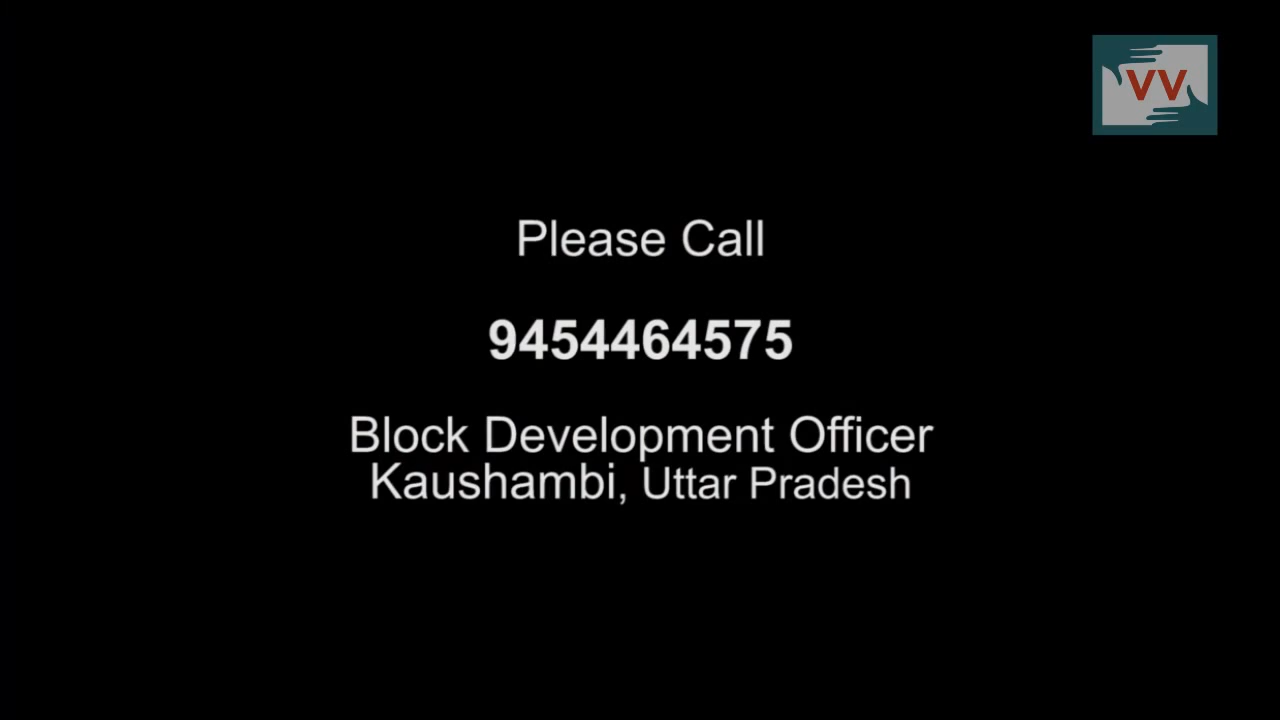 VV
Please Call
9454464575
Block Development Officer
Kaushambi, Uttar Pradesh